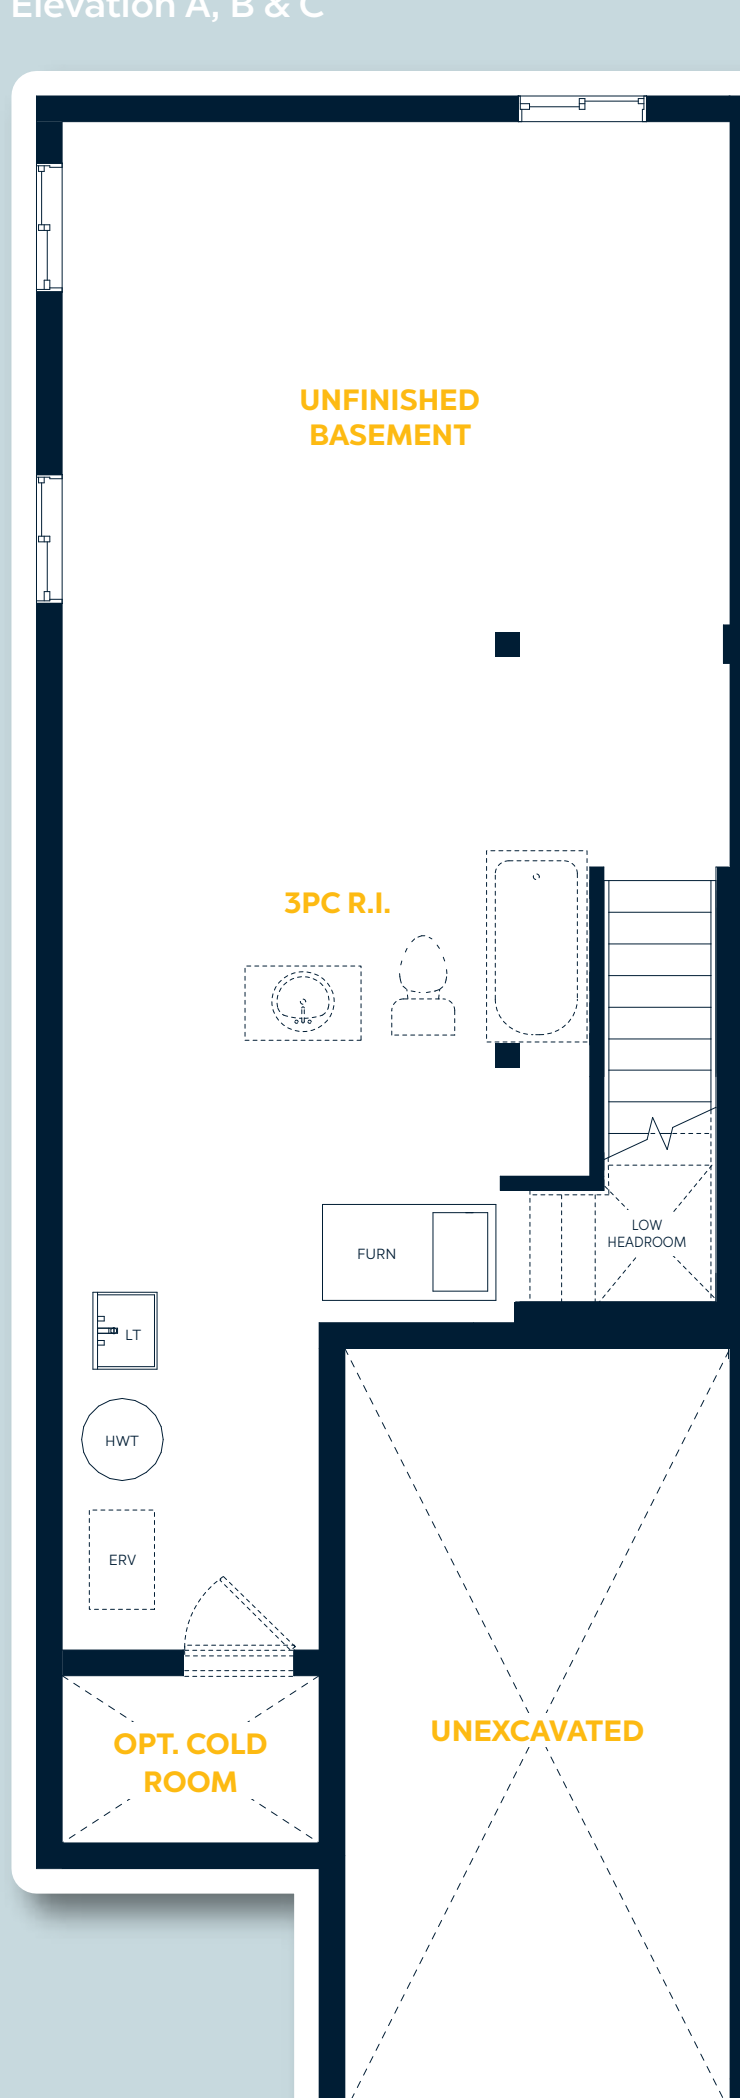 Elevation A, B & C
UNFINISHED
BASEMENT
3PC R.I.
LOW
HEADROOM
FURN
LT
HWT
ERV
OPT. COLD
ROOM
UNEXCAVATED